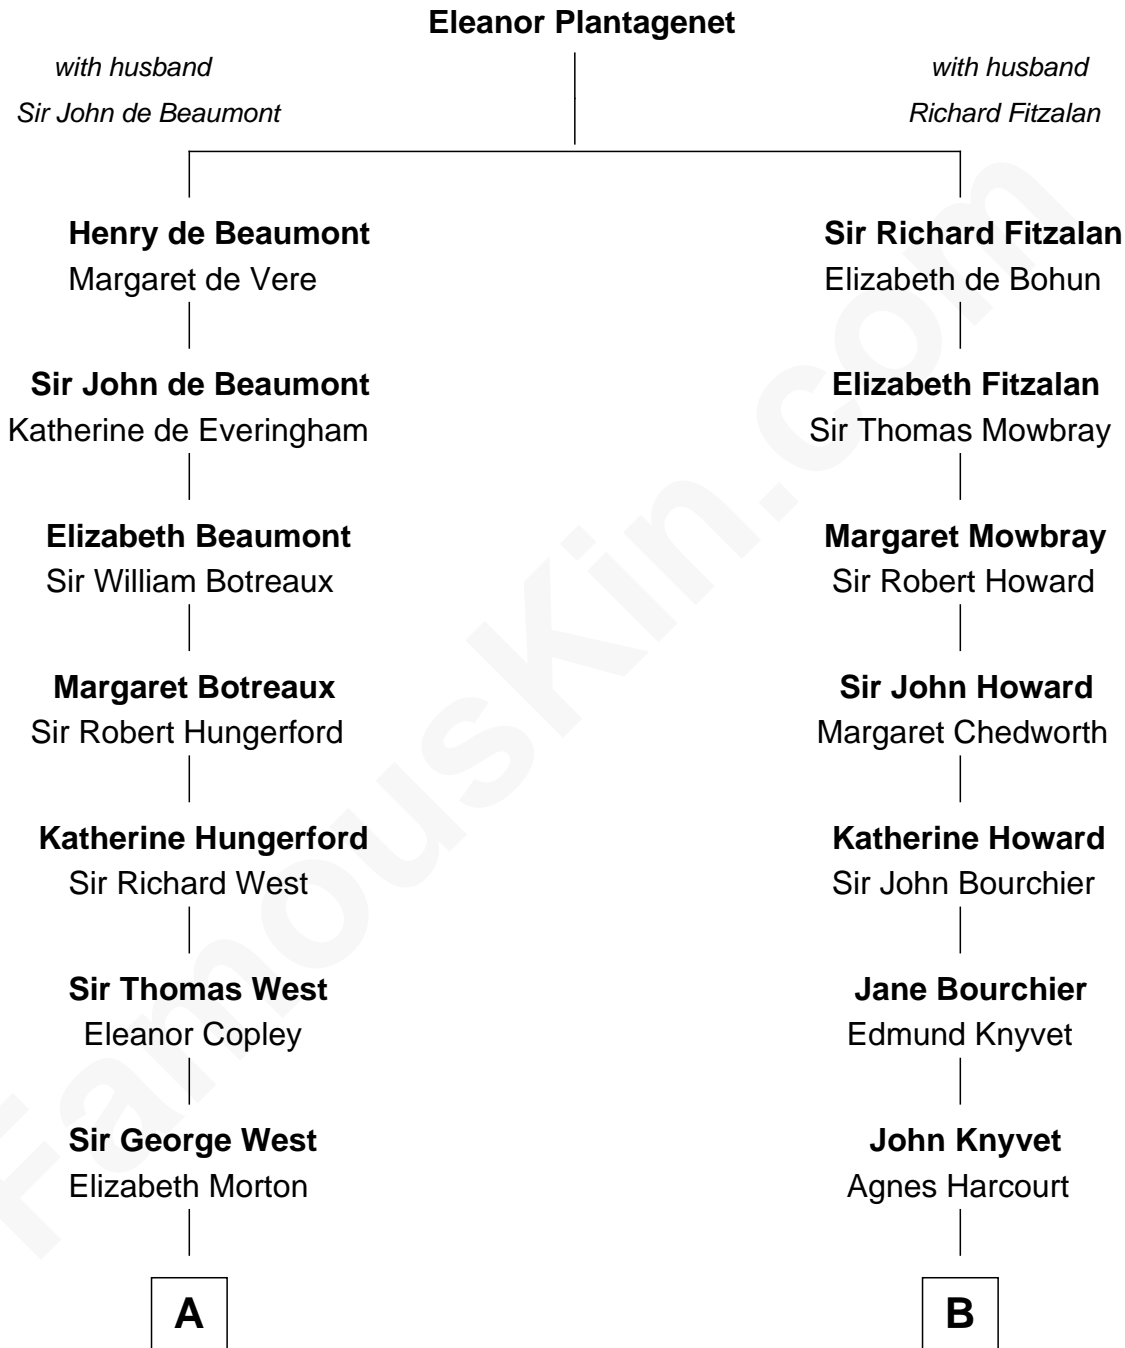 Eleanor Plantagenet
with husband
Sir John de Beaumont
with husband
Richard Fitzalan
Henry de Beaumont
Margaret de Vere
Sir Richard Fitzalan
Elizabeth de Bohun
Sir John de Beaumont
Katherine de Everingham
Elizabeth Fitzalan
Sir Thomas Mowbray
Elizabeth Beaumont
Sir William Botreaux
Margaret Mowbray
Sir Robert Howard
Margaret Botreaux
Sir Robert Hungerford
Sir John Howard
Margaret Chedworth
Katherine Hungerford
Sir Richard West
Katherine Howard
Sir John Bourchier
Sir Thomas West
Eleanor Copley
Jane Bourchier
Edmund Knyvet
Sir George West
Elizabeth Morton
John Knyvet
Agnes Harcourt
A
B
FamousKin.com